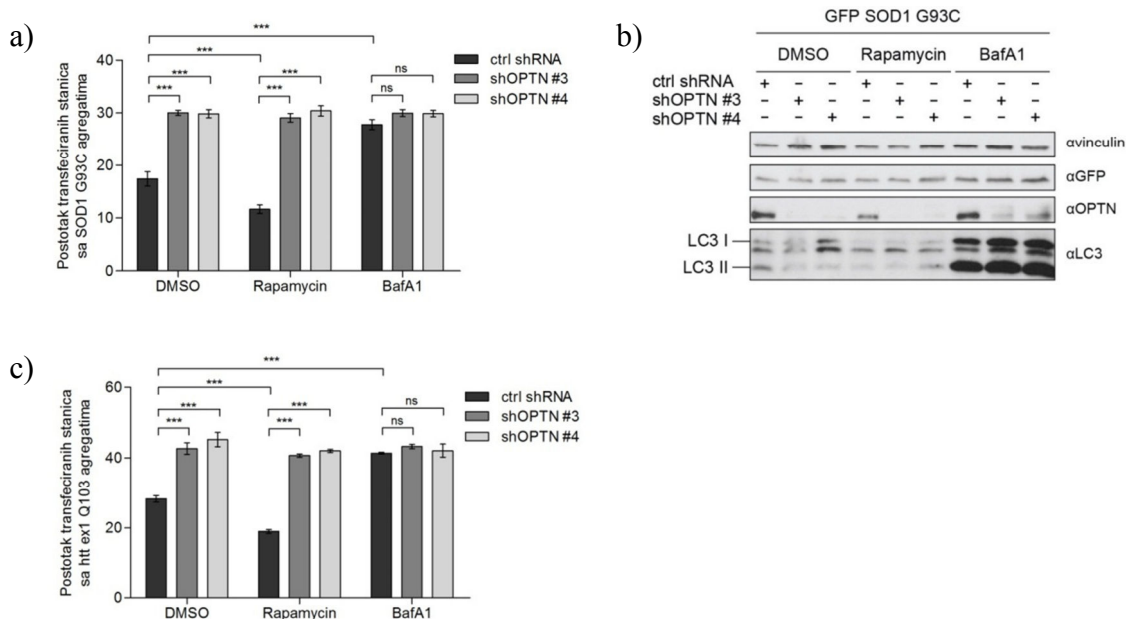 a)
Postotak transfeciranih stanica
sa SOD1 G93C agregatima
40
30
20
10
0
***
***
***
***
***
***
ns
ns
DMSO
Rapamycin
BafA1
ctrl shRNA
shOPTN #3
shOPTN #4
b)
GFP SOD1 G93C
DMSO Rapamycin BafA1
ctrl shRNA + - - + - - + - -
shOPTN #3 - + - - + - - + -
shOPTN #4 - - + - - + - - +
αvinculin
αGFP
αOPTN
LC3 I
LC3 II
αLC3
c)
Postotak transfeciranih stanica
sa htt ex1 Q103 agregatima
60
40
20
0
***
***
***
***
***
***
ns
ns
DMSO
Rapamycin
BafA1
ctrl shRNA
shOPTN #3
shOPTN #4